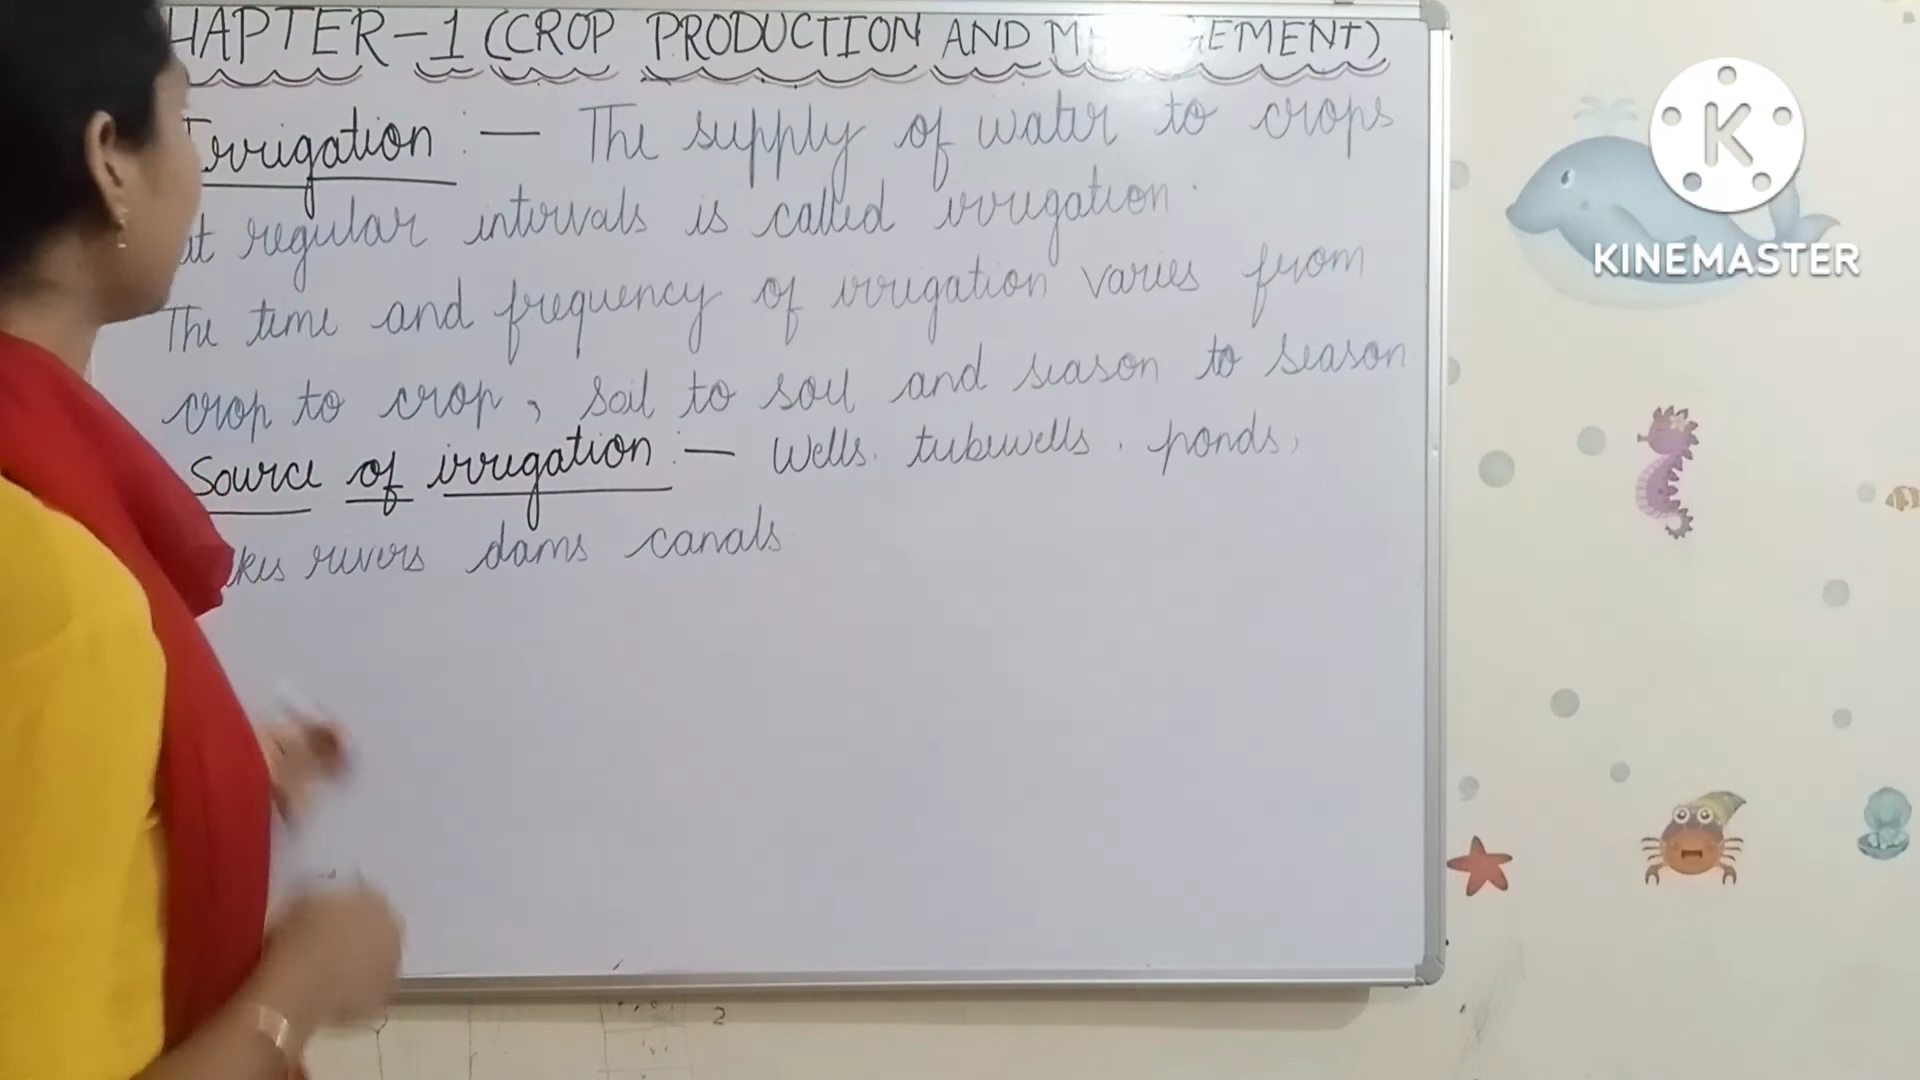 HAPTER-1 (CROP PRODUCTION AND M GEMENT)
Irrigation :— The supply of water to crops
at regular intervals is called irrigation.
The time and frequency of irrigation varies from
crop to crop, soil to soil and season to season
Source of irrigation :— Wells. tubewells. ponds,
kes rivers dams canals
K
KINEMASTER
2